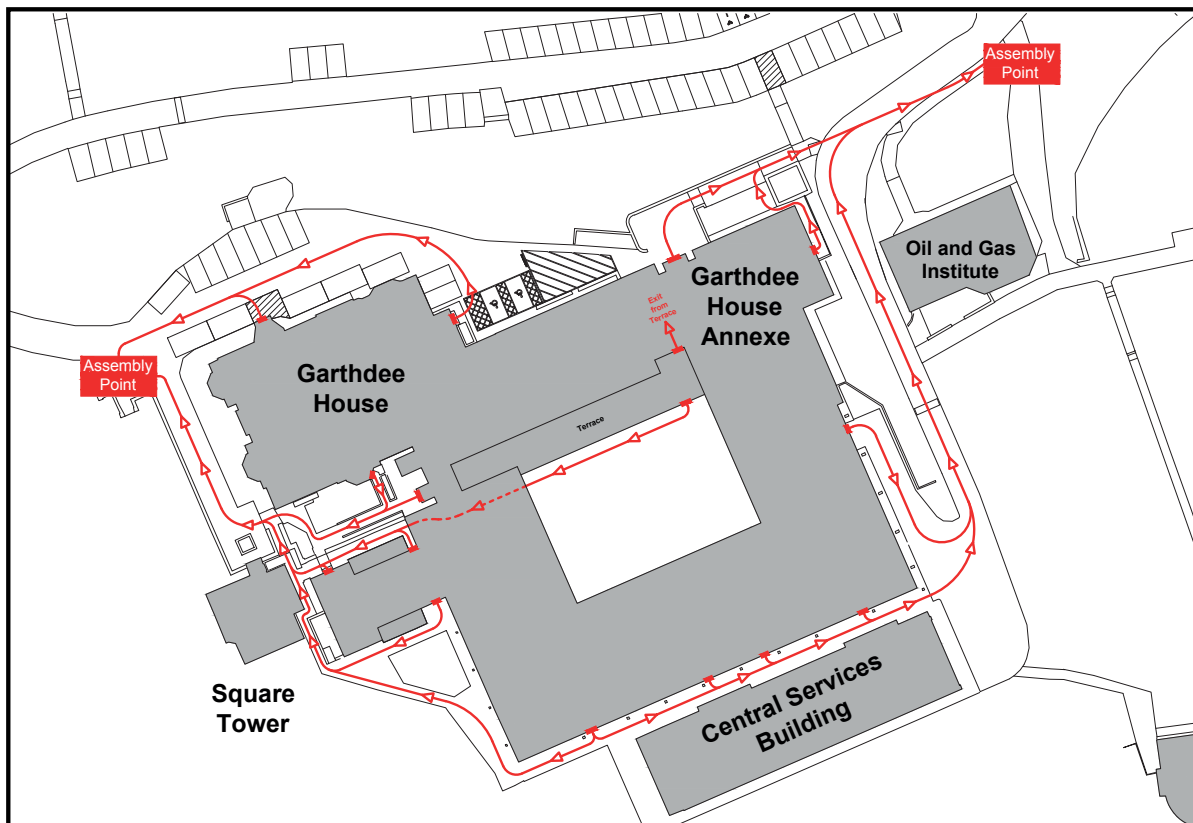 Assembly
Point
Oil and Gas
Institute
Garthdee
House
Annexe
Exit
from
Terrace
Assembly
Point
Garthdee
House
Terrace
Square
Tower
Central Services
Building